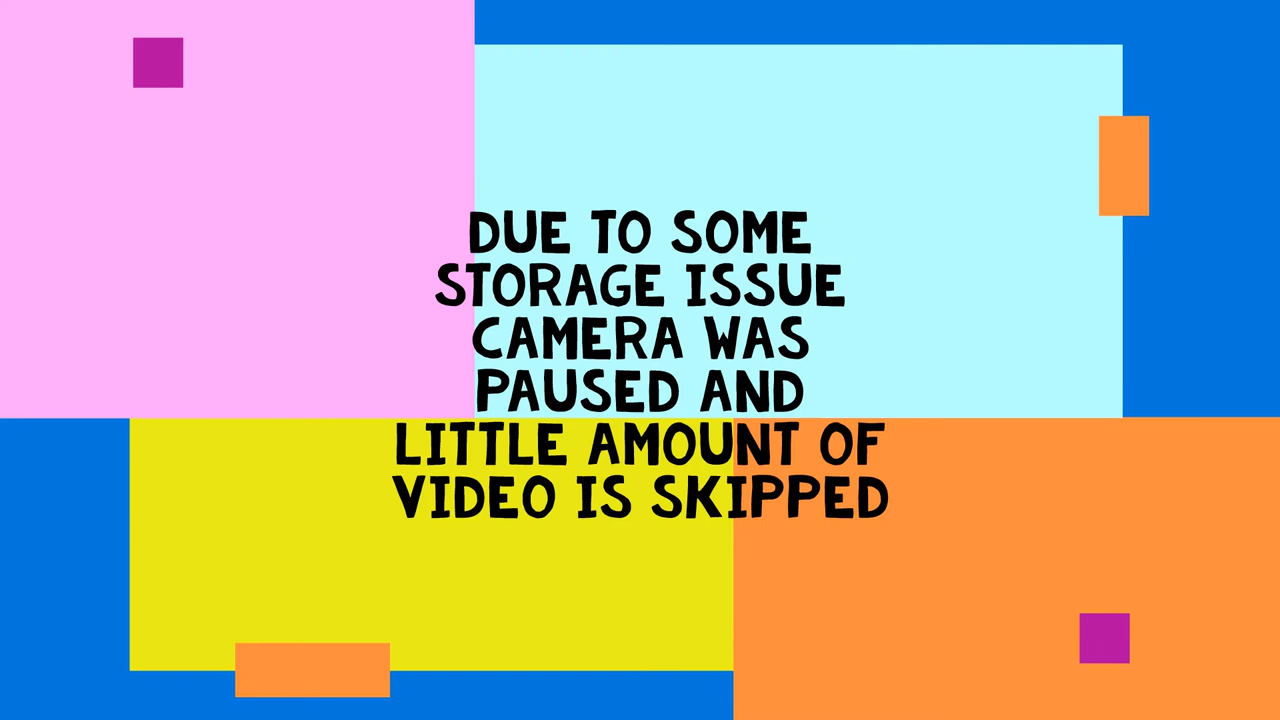 DUE TO SOME
STORAGE ISSUE
CAMERA WAS
PAUSED AND
LITTLE AMOUNT OF
VIDEO IS SKIPPED